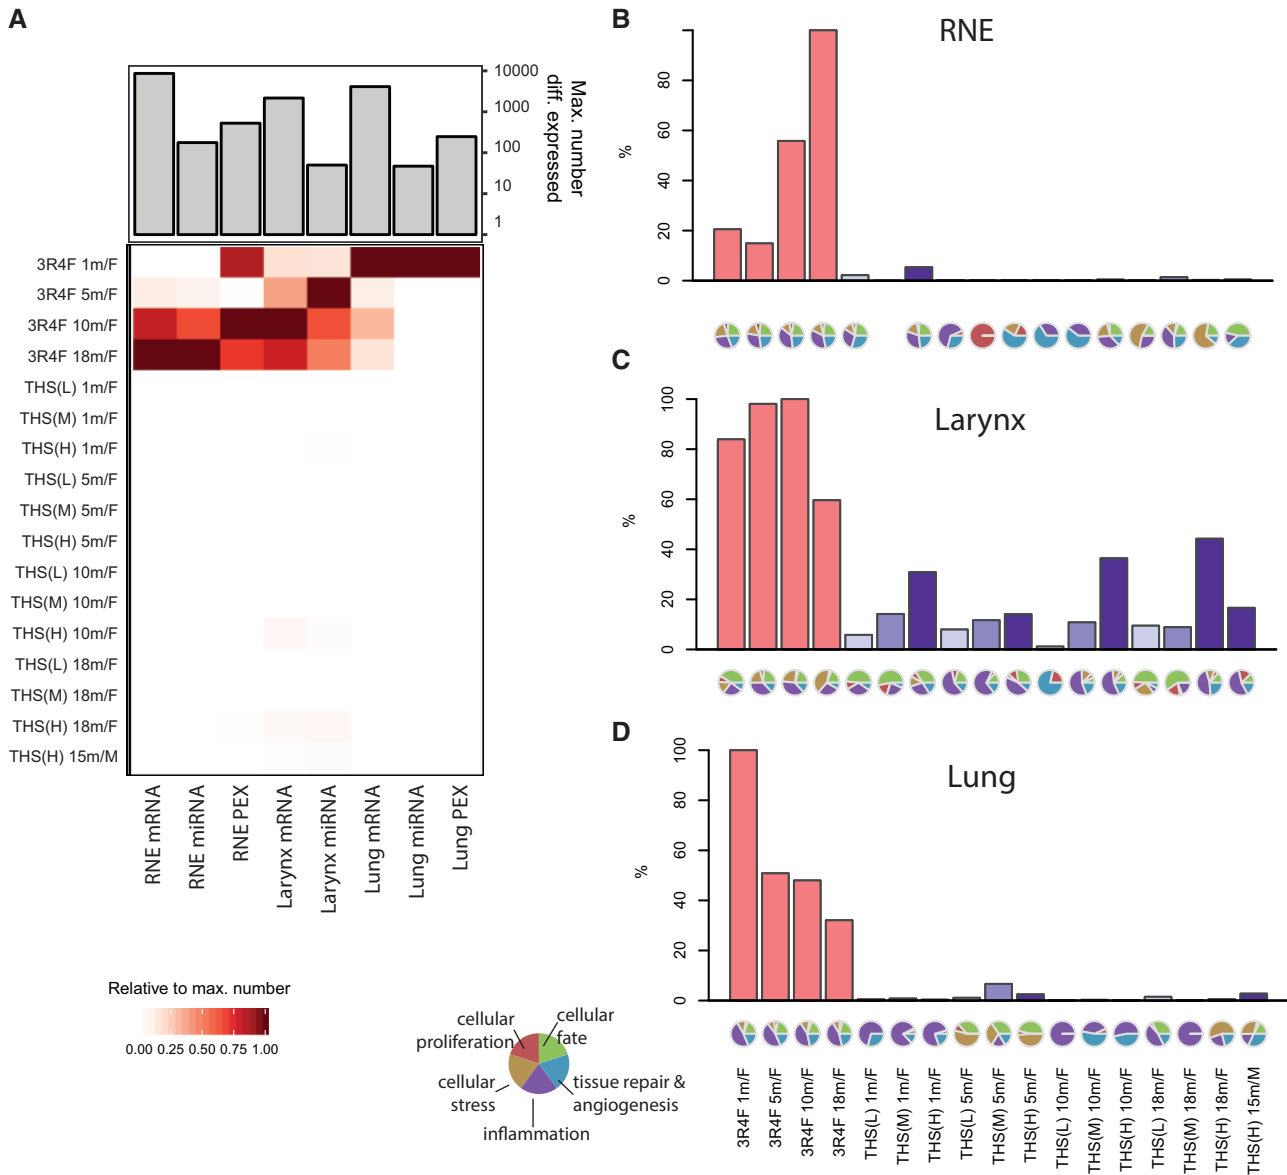 A
10000
1000
100
10
1
Max. number
diff. expressed
3R4F 1m/F
3R4F 5m/F
3R4F 10m/F
3R4F 18m/F
THS(L) 1m/F
THS(M) 1m/F
THS(H) 1m/F
THS(L) 5m/F
THS(M) 5m/F
THS(H) 5m/F
THS(L) 10m/F
THS(M) 10m/F
THS(H) 10m/F
THS(L) 18m/F
THS(M) 18m/F
THS(H) 18m/F
THS(H) 15m/M
RNE mRNA
RNE miRNA
RNE PEX
Larynx mRNA
Larynx miRNA
Lung mRNA
Lung miRNA
Lung PEX
Relative to max. number
0.00 0.25 0.50 0.75 1.00
cellular
proliferation
cellular
fate
cellular
stress
tissue repair &
angiogenesis
inflammation
B
RNE
%
80
60
40
20
0
C
Larynx
%
100
80
60
40
20
0
D
Lung
%
100
80
60
40
20
0
3R4F 1m/F
3R4F 5m/F
3R4F 10m/F
3R4F 18m/F
THS(L) 1m/F
THS(M) 1m/F
THS(H) 1m/F
THS(L) 5m/F
THS(M) 5m/F
THS(H) 5m/F
THS(L) 10m/F
THS(M) 10m/F
THS(H) 10m/F
THS(L) 18m/F
THS(M) 18m/F
THS(H) 18m/F
THS(H) 15m/M